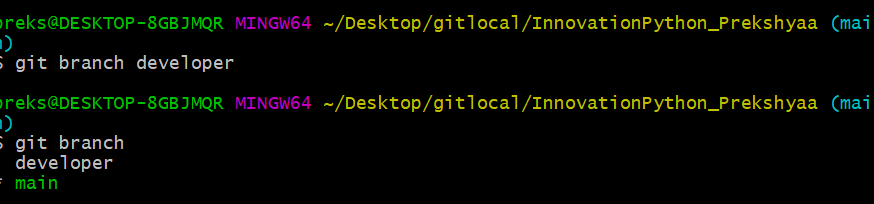 preks@DESKTOP-8GBJMQR MINGW64 ~/Desktop/gitlocal/InnovationPython_Prekshyaa (mai
n)
$ git branch developer
preks@DESKTOP-8GBJMQR MINGW64 ~/Desktop/gitlocal/InnovationPython_Prekshyaa (mai
n)
$ git branch
developer
* main